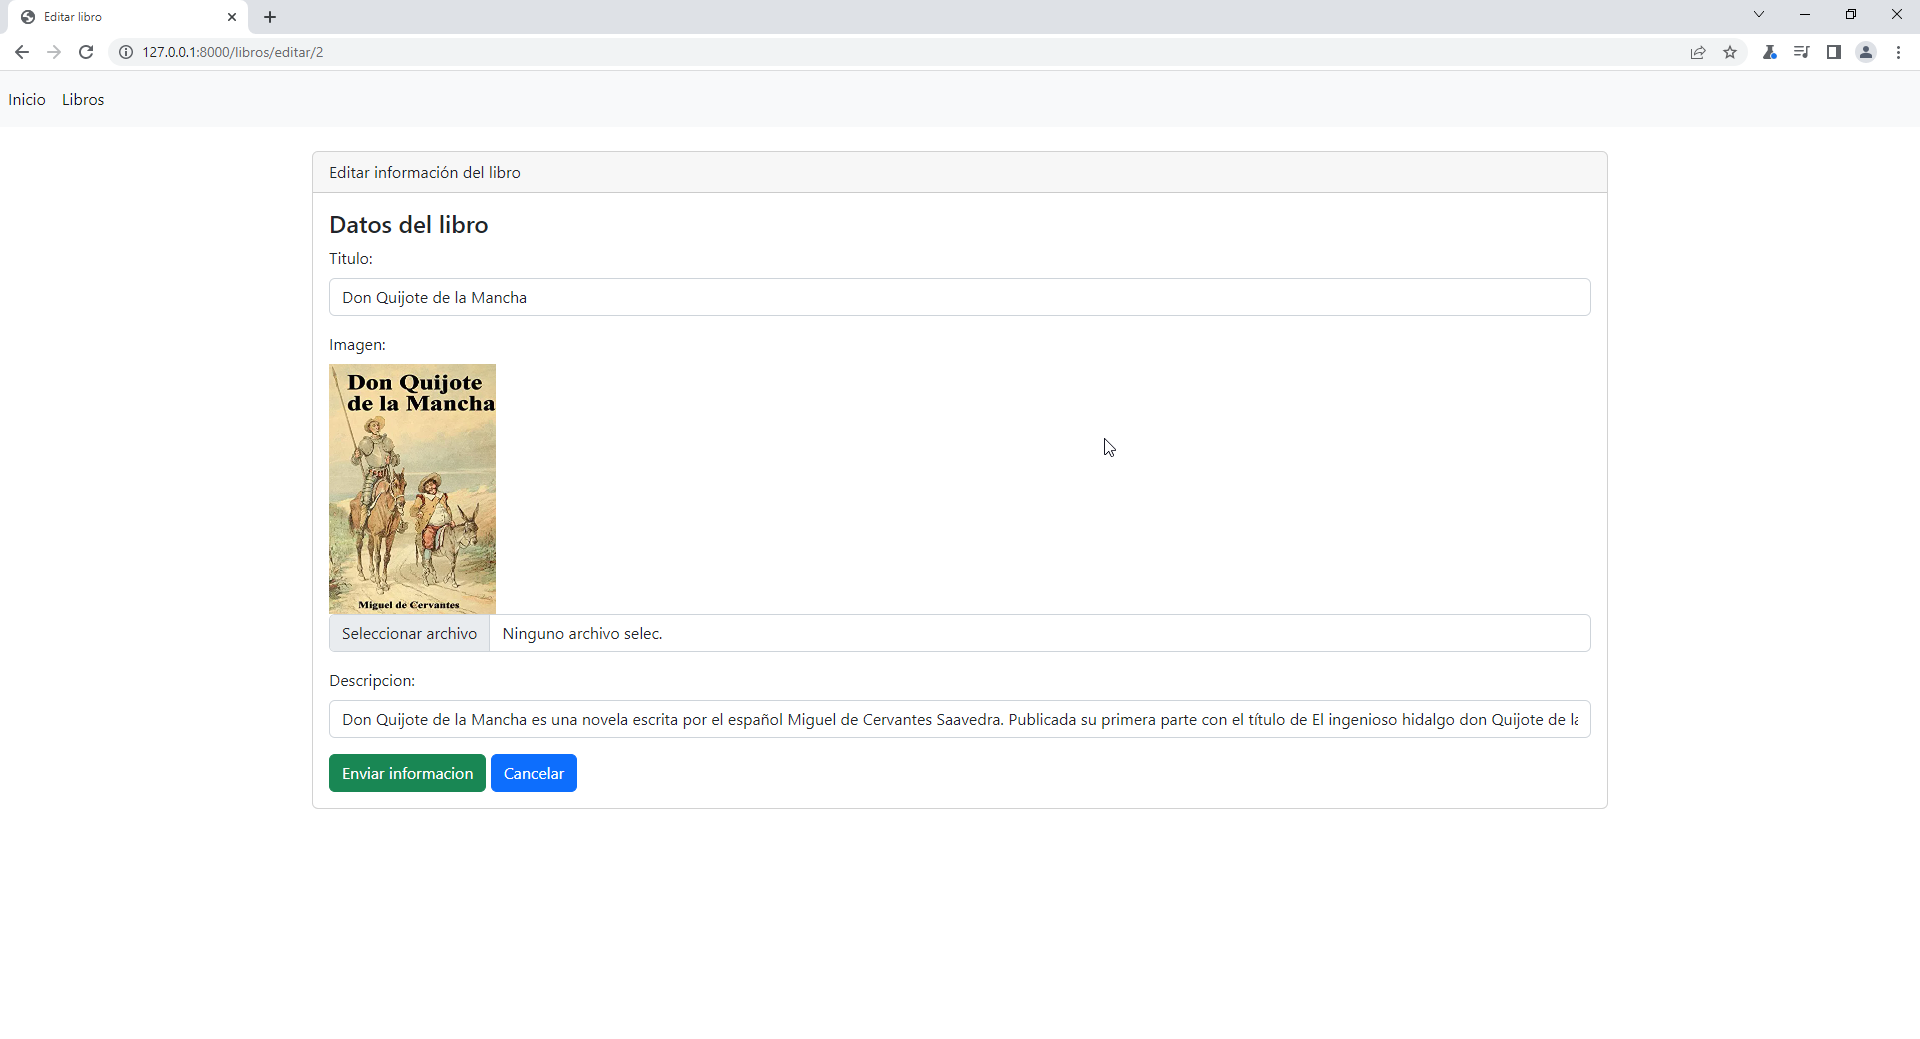 Editar libro
127.0.0.1:8000/libros/editar/2
Inicio Libros
Editar información del libro
Datos del libro
Titulo:
Don Quijote de la Mancha
Imagen:
Don Quijote
de la Mancha
Miguel de Cervantes
Seleccionar archivo Ninguno archivo selec.
Descripcion:
Don Quijote de la Mancha es una novela escrita por el español Miguel de Cervantes Saavedra. Publicada su primera parte con el título de El ingenioso hidalgo don Quijote de la
Enviar informacion Cancelar